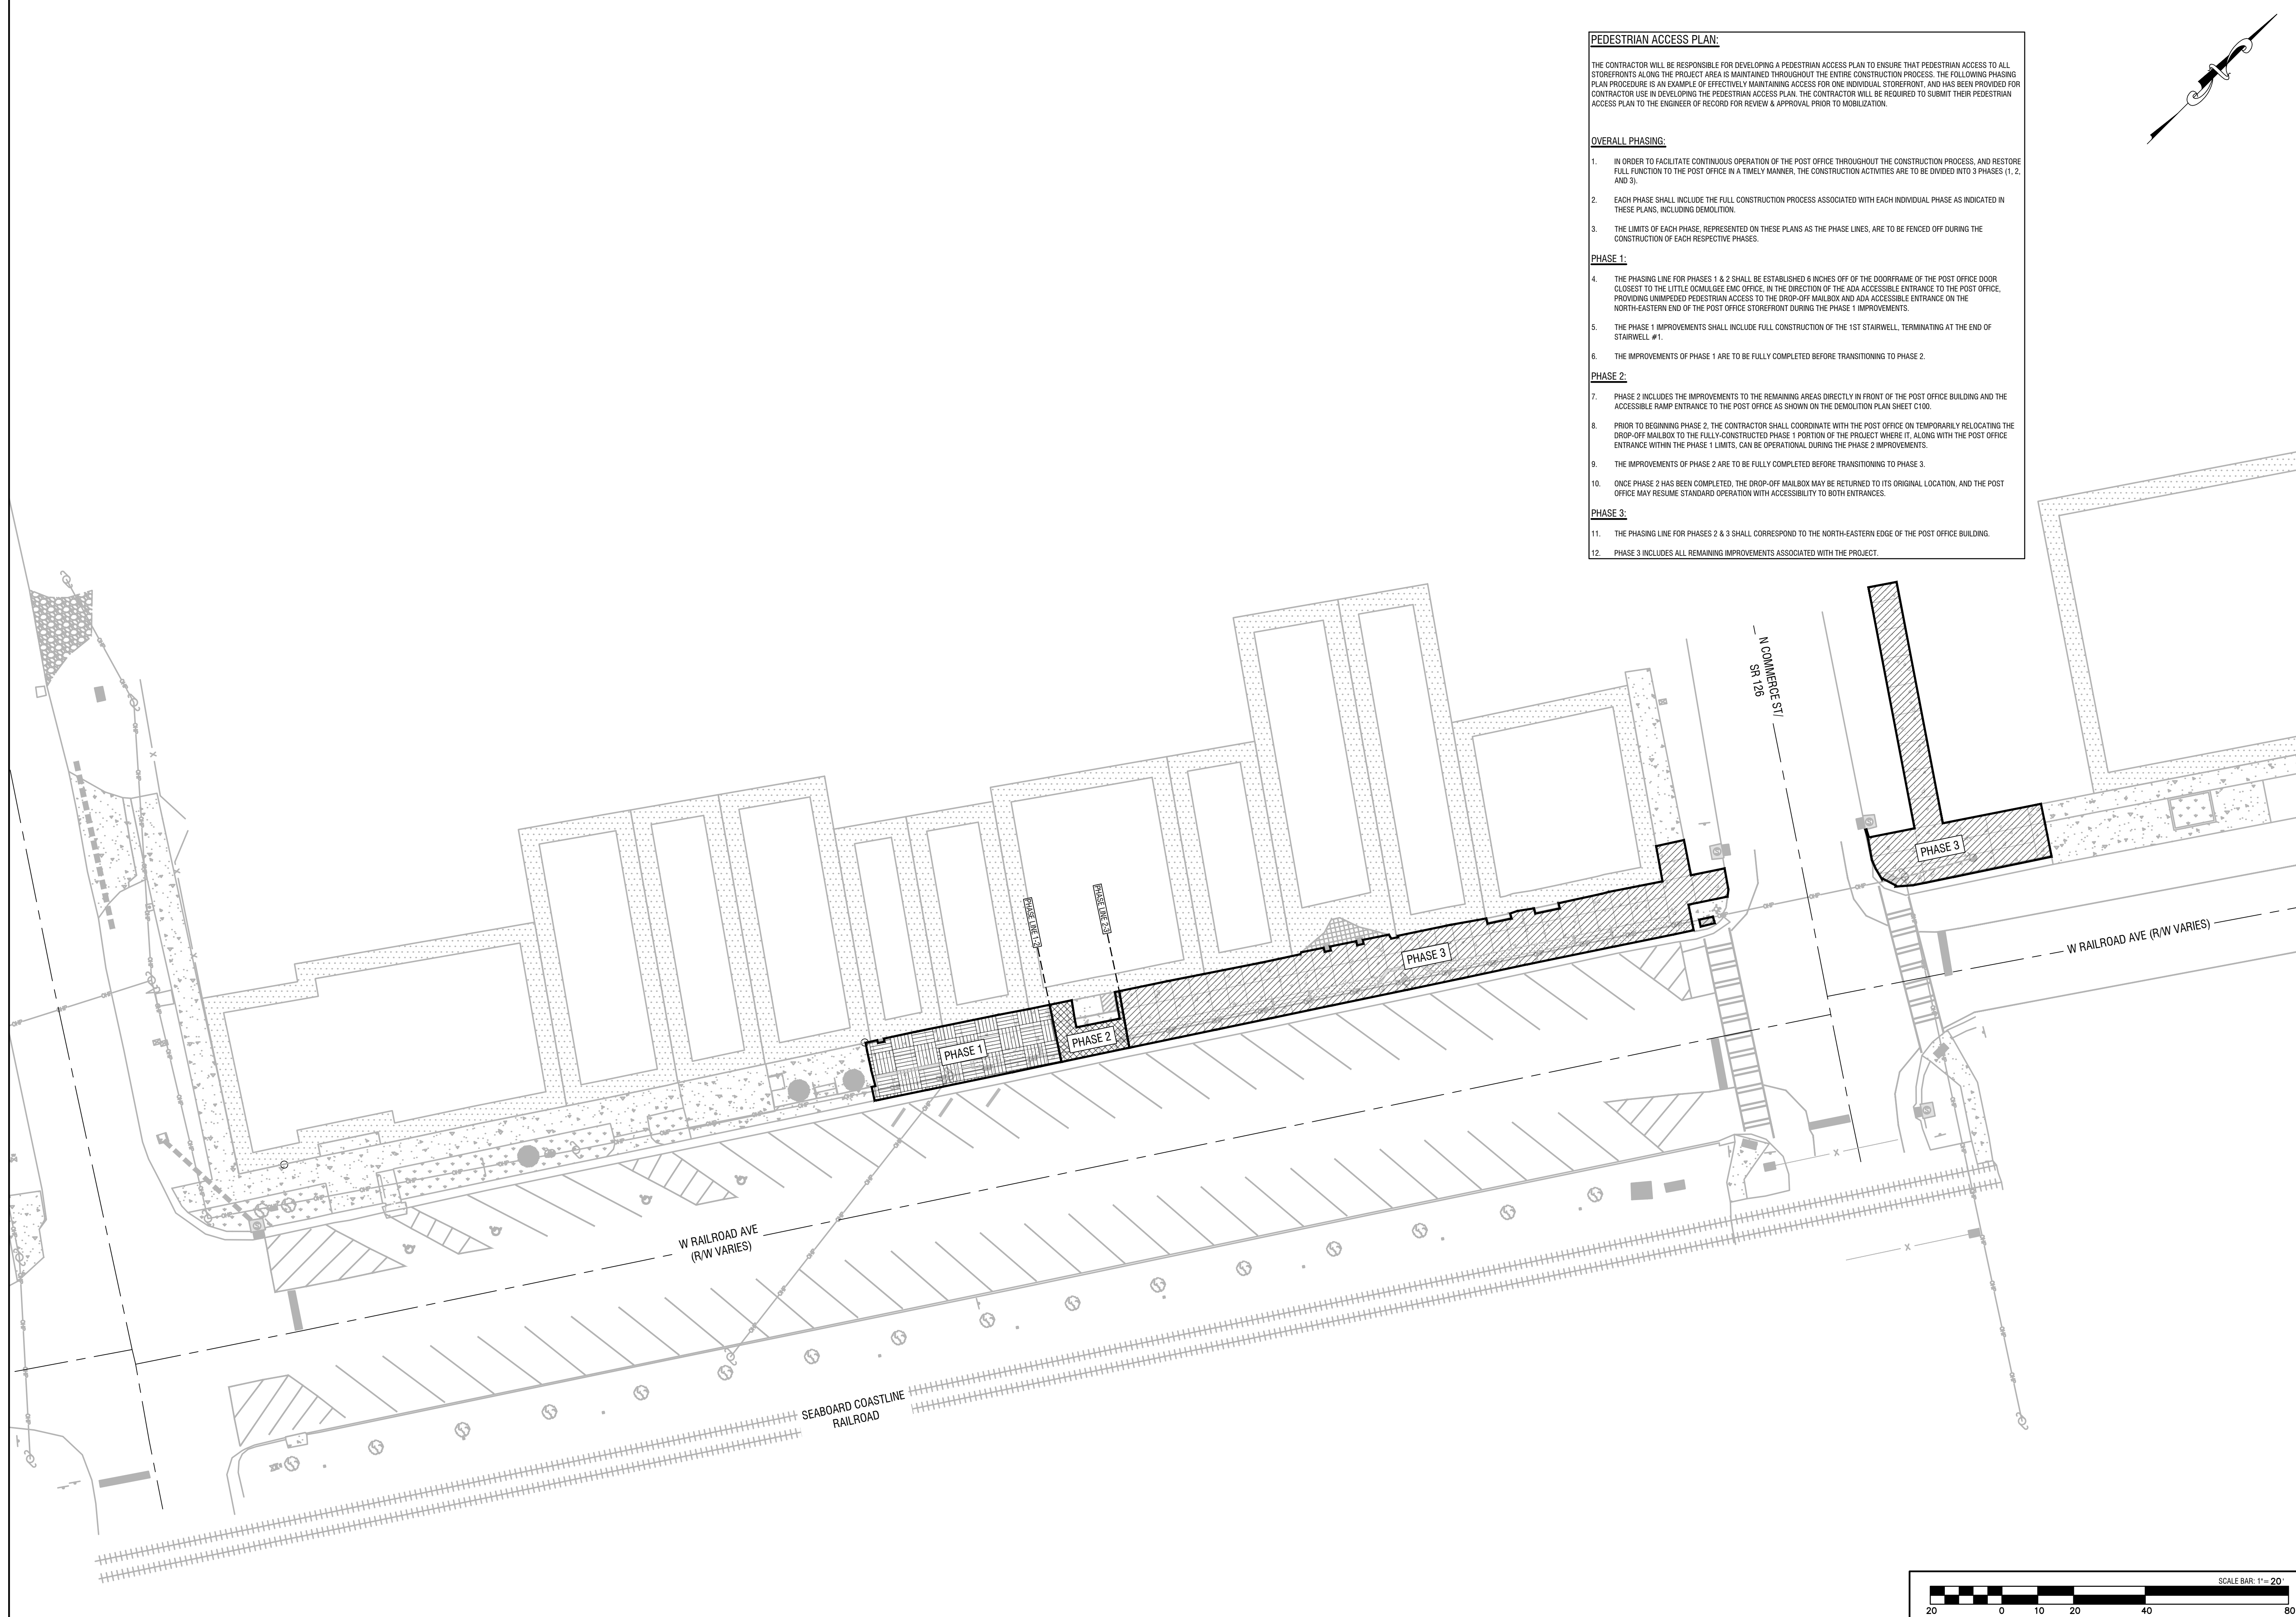 PEDESTRIAN ACCESS PLAN:
THE CONTRACTOR WILL BE RESPONSIBLE FOR DEVELOPING A PEDESTRIAN ACCESS PLAN TO ENSURE THAT PEDESTRIAN ACCESS TO ALL
STOREFRONTS ALONG THE PROJECT AREA IS MAINTAINED THROUGHOUT THE ENTIRE CONSTRUCTION PROCESS. THE FOLLOWING PHASING
PLAN PROCEDURE IS AN EXAMPLE OF EFFECTIVELY MAINTAINING ACCESS FOR ONE INDIVIDUAL STOREFRONT, AND HAS BEEN PROVIDED FOR
CONTRACTOR USE IN DEVELOPING THE PEDESTRIAN ACCESS PLAN. THE CONTRACTOR WILL BE REQUIRED TO SUBMIT THEIR PEDESTRIAN
ACCESS PLAN TO THE ENGINEER OF RECORD FOR REVIEW & APPROVAL PRIOR TO MOBILIZATION.
OVERALL PHASING:
1. IN ORDER TO FACILITATE CONTINUOUS OPERATION OF THE POST OFFICE THROUGHOUT THE CONSTRUCTION PROCESS, AND RESTORE
FULL FUNCTION TO THE POST OFFICE IN A TIMELY MANNER, THE CONSTRUCTION ACTIVITIES ARE TO BE DIVIDED INTO 3 PHASES (1, 2,
AND 3).
2. EACH PHASE SHALL INCLUDE THE FULL CONSTRUCTION PROCESS ASSOCIATED WITH EACH INDIVIDUAL PHASE AS INDICATED IN
THESE PLANS, INCLUDING DEMOLITION.
3. THE LIMITS OF EACH PHASE, REPRESENTED ON THESE PLANS AS THE PHASE LINES, ARE TO BE FENCED OFF DURING THE
CONSTRUCTION OF EACH RESPECTIVE PHASES.
PHASE 1:
4. THE PHASING LINE FOR PHASES 1 & 2 SHALL BE ESTABLISHED 6 INCHES OFF OF THE DOORFRAME OF THE POST OFFICE DOOR
CLOSEST TO THE LITTLE OCMULGEE EMC OFFICE, IN THE DIRECTION OF THE ADA ACCESSIBLE ENTRANCE TO THE POST OFFICE,
PROVIDING UNIMPEDED PEDESTRIAN ACCESS TO THE DROP-OFF MAILBOX AND ADA ACCESSIBLE ENTRANCE ON THE
NORTH-EASTERN END OF THE POST OFFICE STOREFRONT DURING THE PHASE 1 IMPROVEMENTS.
5. THE PHASE 1 IMPROVEMENTS SHALL INCLUDE FULL CONSTRUCTION OF THE 1ST STAIRWELL, TERMINATING AT THE END OF
STAIRWELL #1.
6. THE IMPROVEMENTS OF PHASE 1 ARE TO BE FULLY COMPLETED BEFORE TRANSITIONING TO PHASE 2.
PHASE 2:
7. PHASE 2 INCLUDES THE IMPROVEMENTS TO THE REMAINING AREAS DIRECTLY IN FRONT OF THE POST OFFICE BUILDING AND THE
ACCESSIBLE RAMP ENTRANCE TO THE POST OFFICE AS SHOWN ON THE DEMOLITION PLAN SHEET C100.
8. PRIOR TO BEGINNING PHASE 2, THE CONTRACTOR SHALL COORDINATE WITH THE POST OFFICE ON TEMPORARILY RELOCATING THE
DROP-OFF MAILBOX TO THE FULLY-CONSTRUCTED PHASE 1 PORTION OF THE PROJECT WHERE IT, ALONG WITH THE POST OFFICE
ENTRANCE WITHIN THE PHASE 1 LIMITS, CAN BE OPERATIONAL DURING THE PHASE 2 IMPROVEMENTS.
9. THE IMPROVEMENTS OF PHASE 2 ARE TO BE FULLY COMPLETED BEFORE TRANSITIONING TO PHASE 3.
10. ONCE PHASE 2 HAS BEEN COMPLETED, THE DROP-OFF MAILBOX MAY BE RETURNED TO ITS ORIGINAL LOCATION, AND THE POST
OFFICE MAY RESUME STANDARD OPERATION WITH ACCESSIBILITY TO BOTH ENTRANCES.
PHASE 3:
11. THE PHASING LINE FOR PHASES 2 & 3 SHALL CORRESPOND TO THE NORTH-EASTERN EDGE OF THE POST OFFICE BUILDING.
12. PHASE 3 INCLUDES ALL REMAINING IMPROVEMENTS ASSOCIATED WITH THE PROJECT.
N COMMERCE ST/
SR 126
PHASE 3
PHASE LINE 1-2
PHASE LINE 2-3
W RAILROAD AVE (R/W VARIES)
PHASE 3
PHASE 2
PHASE 1
W RAILROAD AVE
(R/W VARIES)
SEABOARD COASTLINE
RAILROAD
SCALE BAR: 1"= 20'
20 0 10 20 40 80